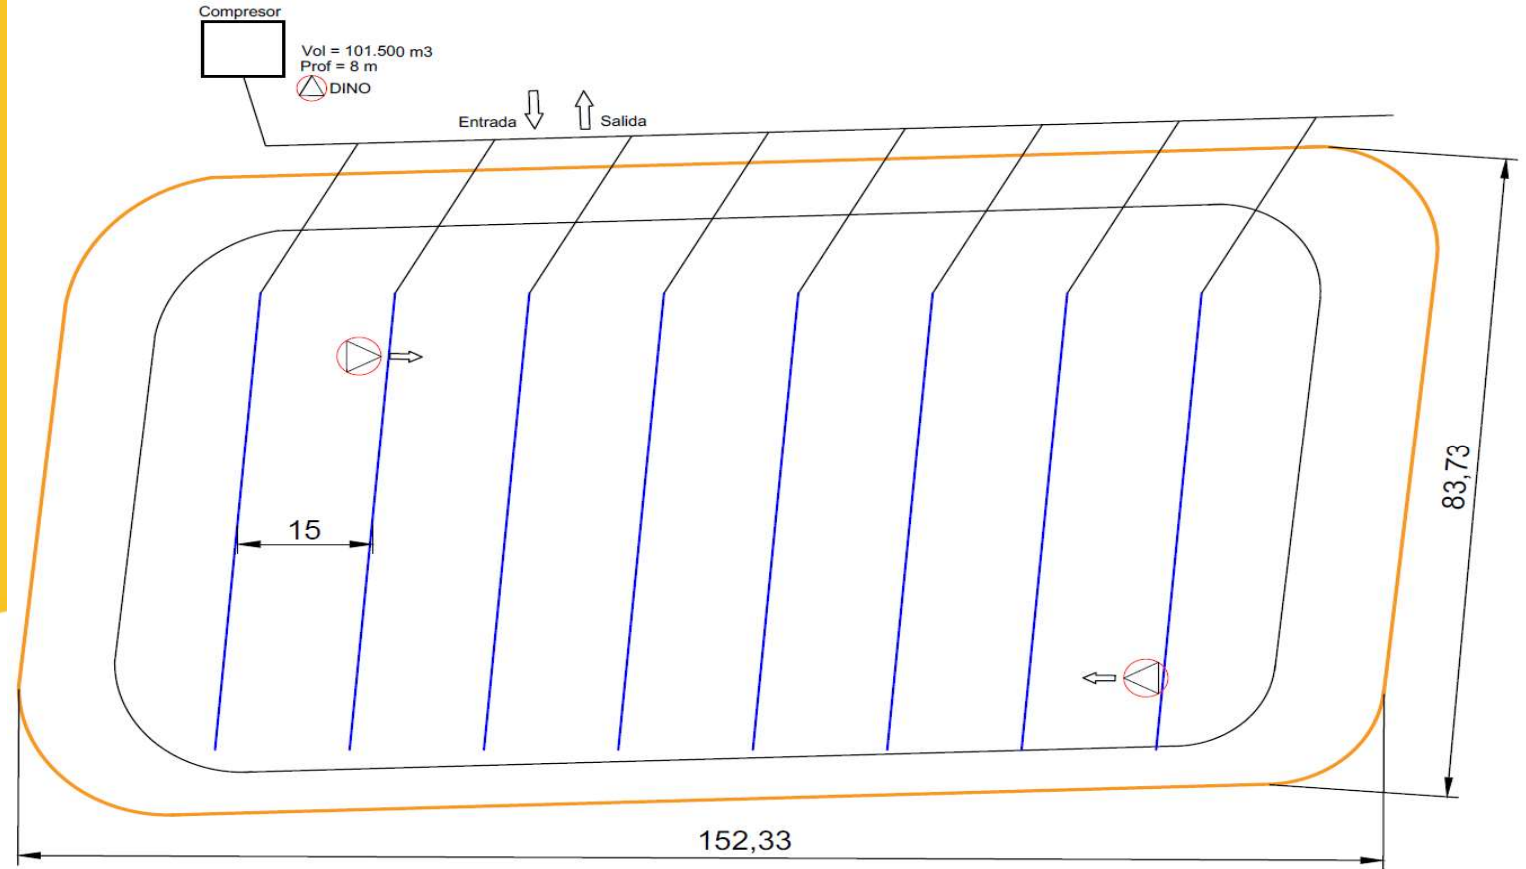 Compresor
Vol = 101.500 m3
Prof = 8 m
DINO
Entrada
Salida
15
83,73
152,33